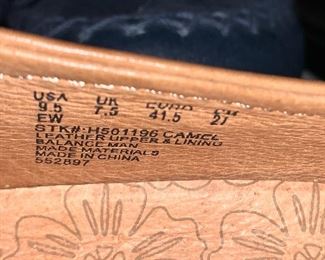 USA UK EURO CM
9.5 7.5 41.5 27
EW
STK#:H501196 CAMEL
LEATHER UPPER & LINING
BALANCE MAN
MADE MATERIALS
MADE IN CHINA
552897